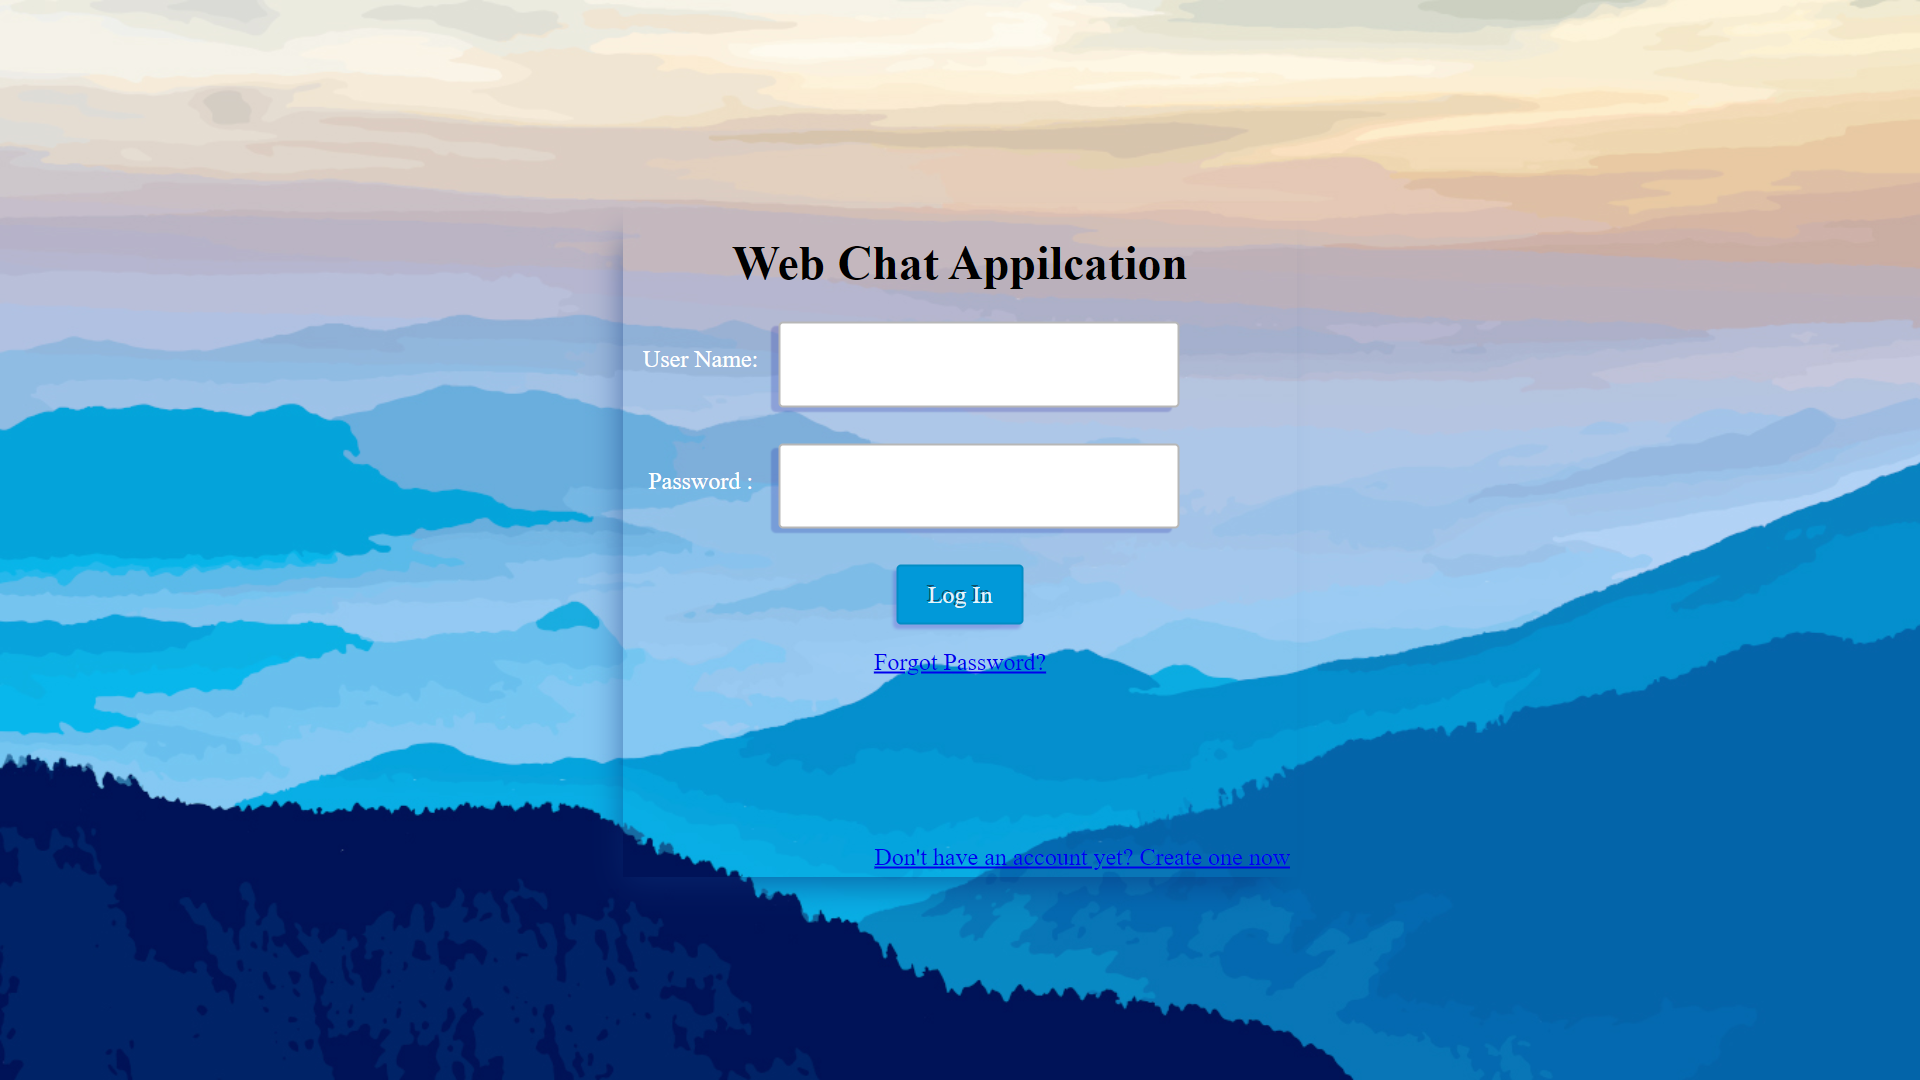 Web Chat Appilcation
User Name:
Password :
Log In
Forgot Password?
Don't have an account yet? Create one now